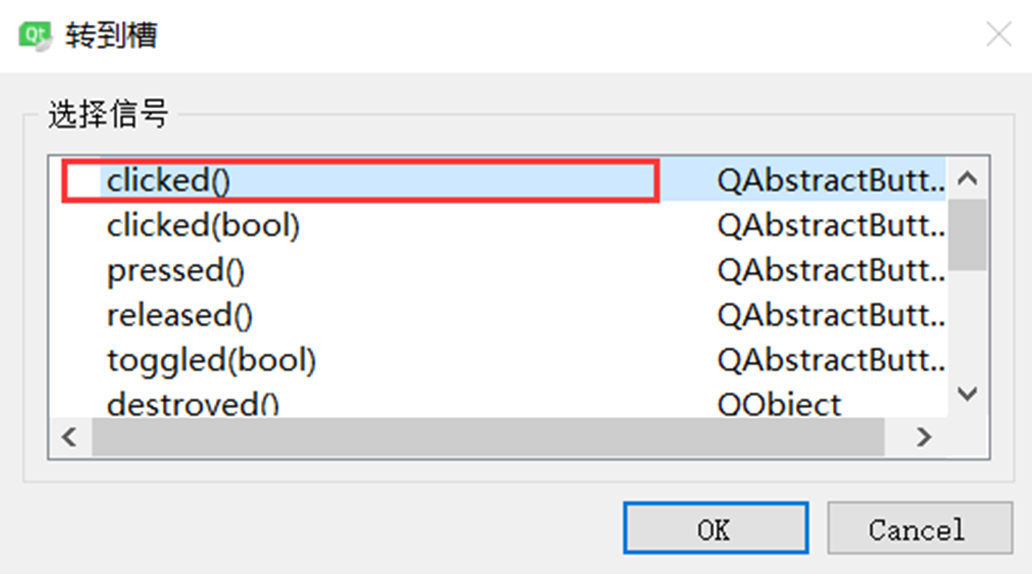 Qt 转到槽
选择信号
clicked() QAbstractButt..
clicked(bool) QAbstractButt..
pressed() QAbstractButt..
released() QAbstractButt..
toggled(bool) QAbstractButt..
destroyed() QObject
OK Cancel